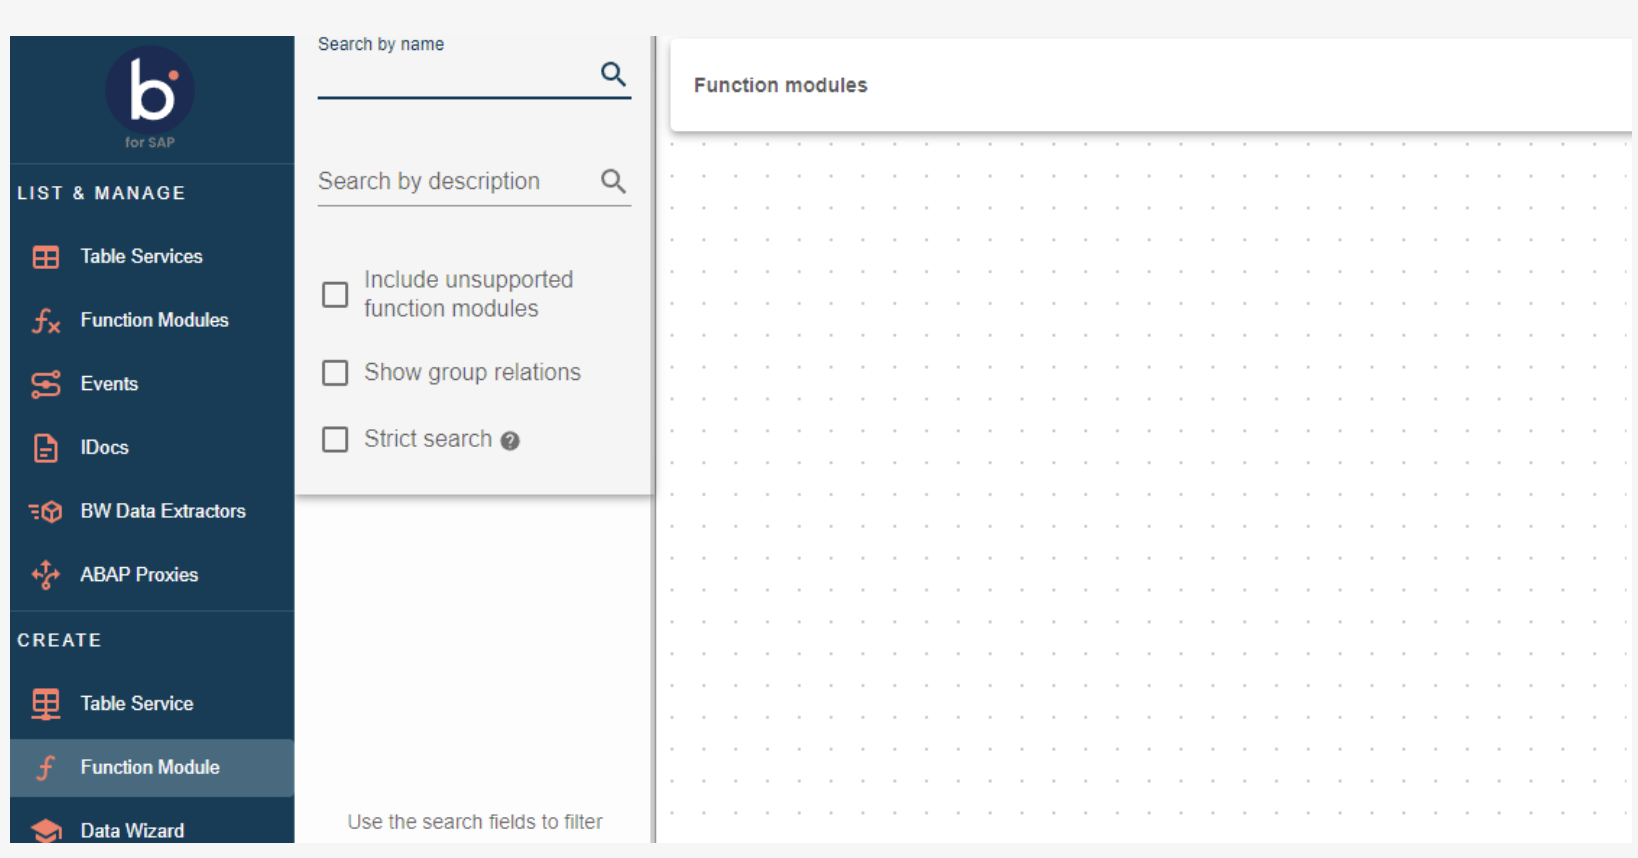 b
for SAP
LIST & MANAGE
Table Services
Function Modules
Events
IDocs
BW Data Extractors
ABAP Proxies
CREATE
Table Service
Function Module
Data Wizard
Search by name
Search by description
Include unsupported
function modules
Show group relations
Strict search
Use the search fields to filter
Function modules